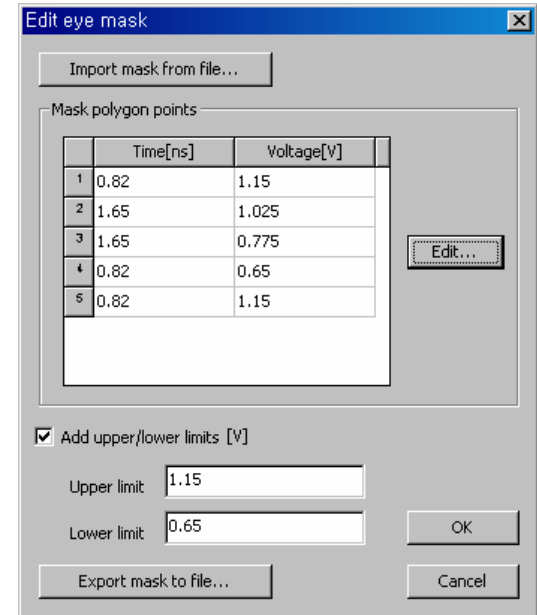 Edit eye mask
Import mask from file...
Mask polygon points
Time[ns] Voltage[V]
1 0.82 1.15
2 1.65 1.025
3 1.65 0.775
4 0.82 0.65
5 0.82 1.15
Edit...
Add upper/lower limits [V]
Upper limit 1.15
Lower limit 0.65
OK
Export mask to file...
Cancel